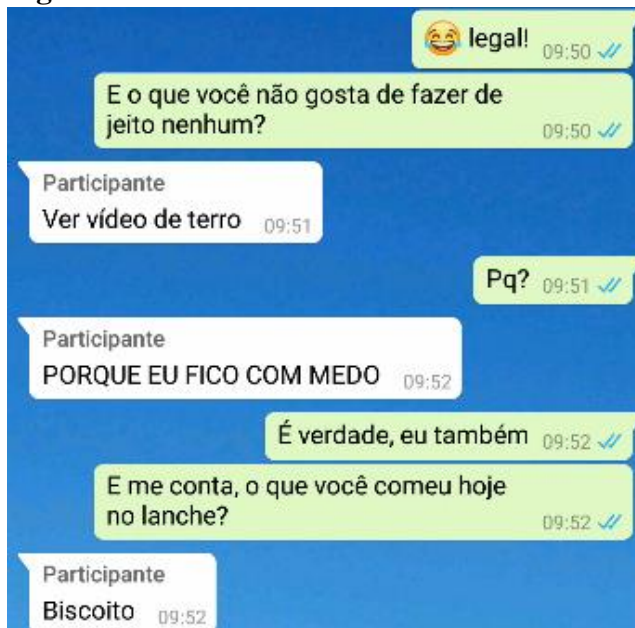 😂 legal! 09:50
E o que você não gosta de fazer de
jeito nenhum? 09:50
Participante
Ver vídeo de terro 09:51
Pq? 09:51
Participante
PORQUE EU FICO COM MEDO 09:52
É verdade, eu também 09:52
E me conta, o que você comeu hoje
no lanche? 09:52
Participante
Biscoito 09:52